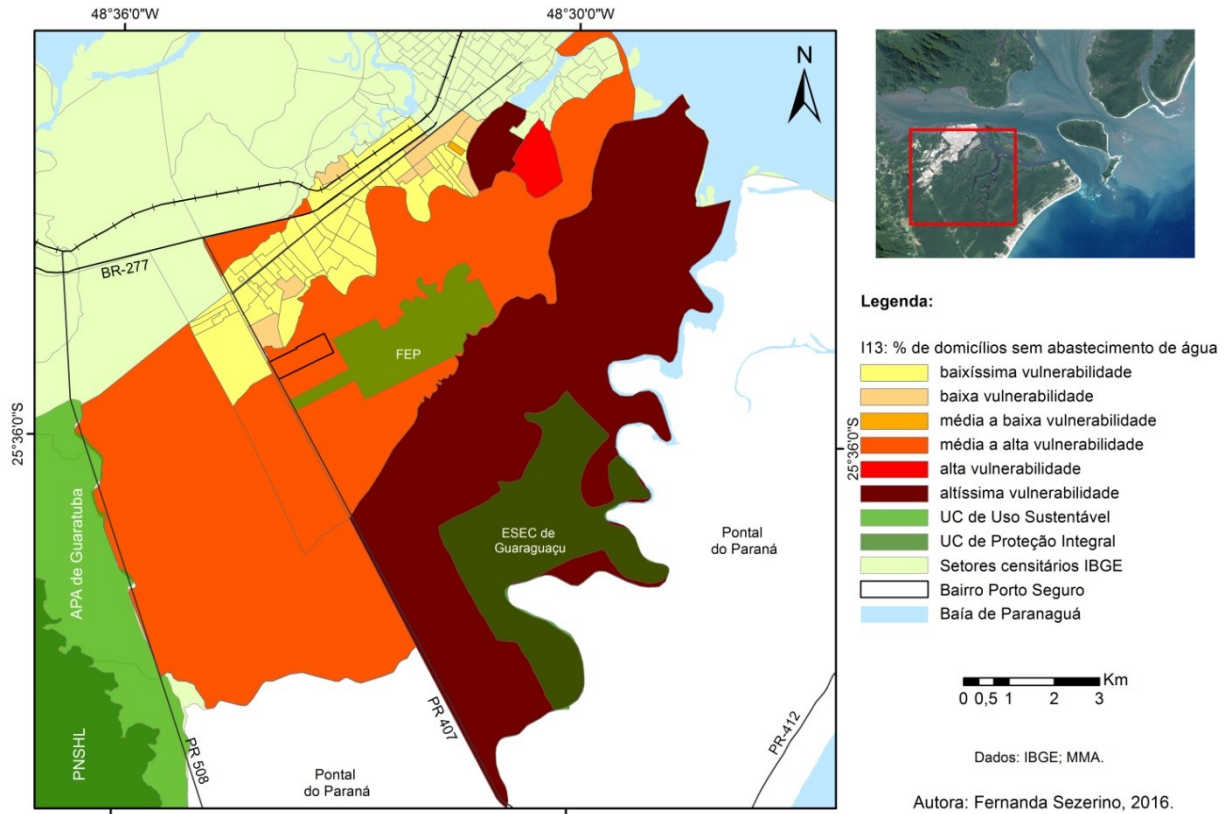 48°36'0"W
48°30'0"W
N
BR-277
FEP
25°36'0"S
25°36'0"S
APA de Guaratuba
ESEC de
Guaraguaçu
Pontal
do Paraná
PNSHL
PR 508
PR 407
PR-412
Pontal
do Paraná
Legenda:
I13: % de domicílios sem abastecimento de água
baixíssima vulnerabilidade
baixa vulnerabilidade
média a baixa vulnerabilidade
média a alta vulnerabilidade
alta vulnerabilidade
altíssima vulnerabilidade
UC de Uso Sustentável
UC de Proteção Integral
Setores censitários IBGE
Bairro Porto Seguro
Baía de Paranaguá
Km
0 0,5 1 2 3
Dados: IBGE; MMA.
Autora: Fernanda Sezerino, 2016.